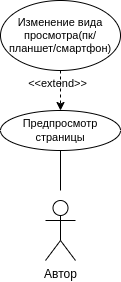 Изменение вида
просмотра(пк/
планшет/смартфон)
<<extend>>
Предпросмотр
страницы
Автор